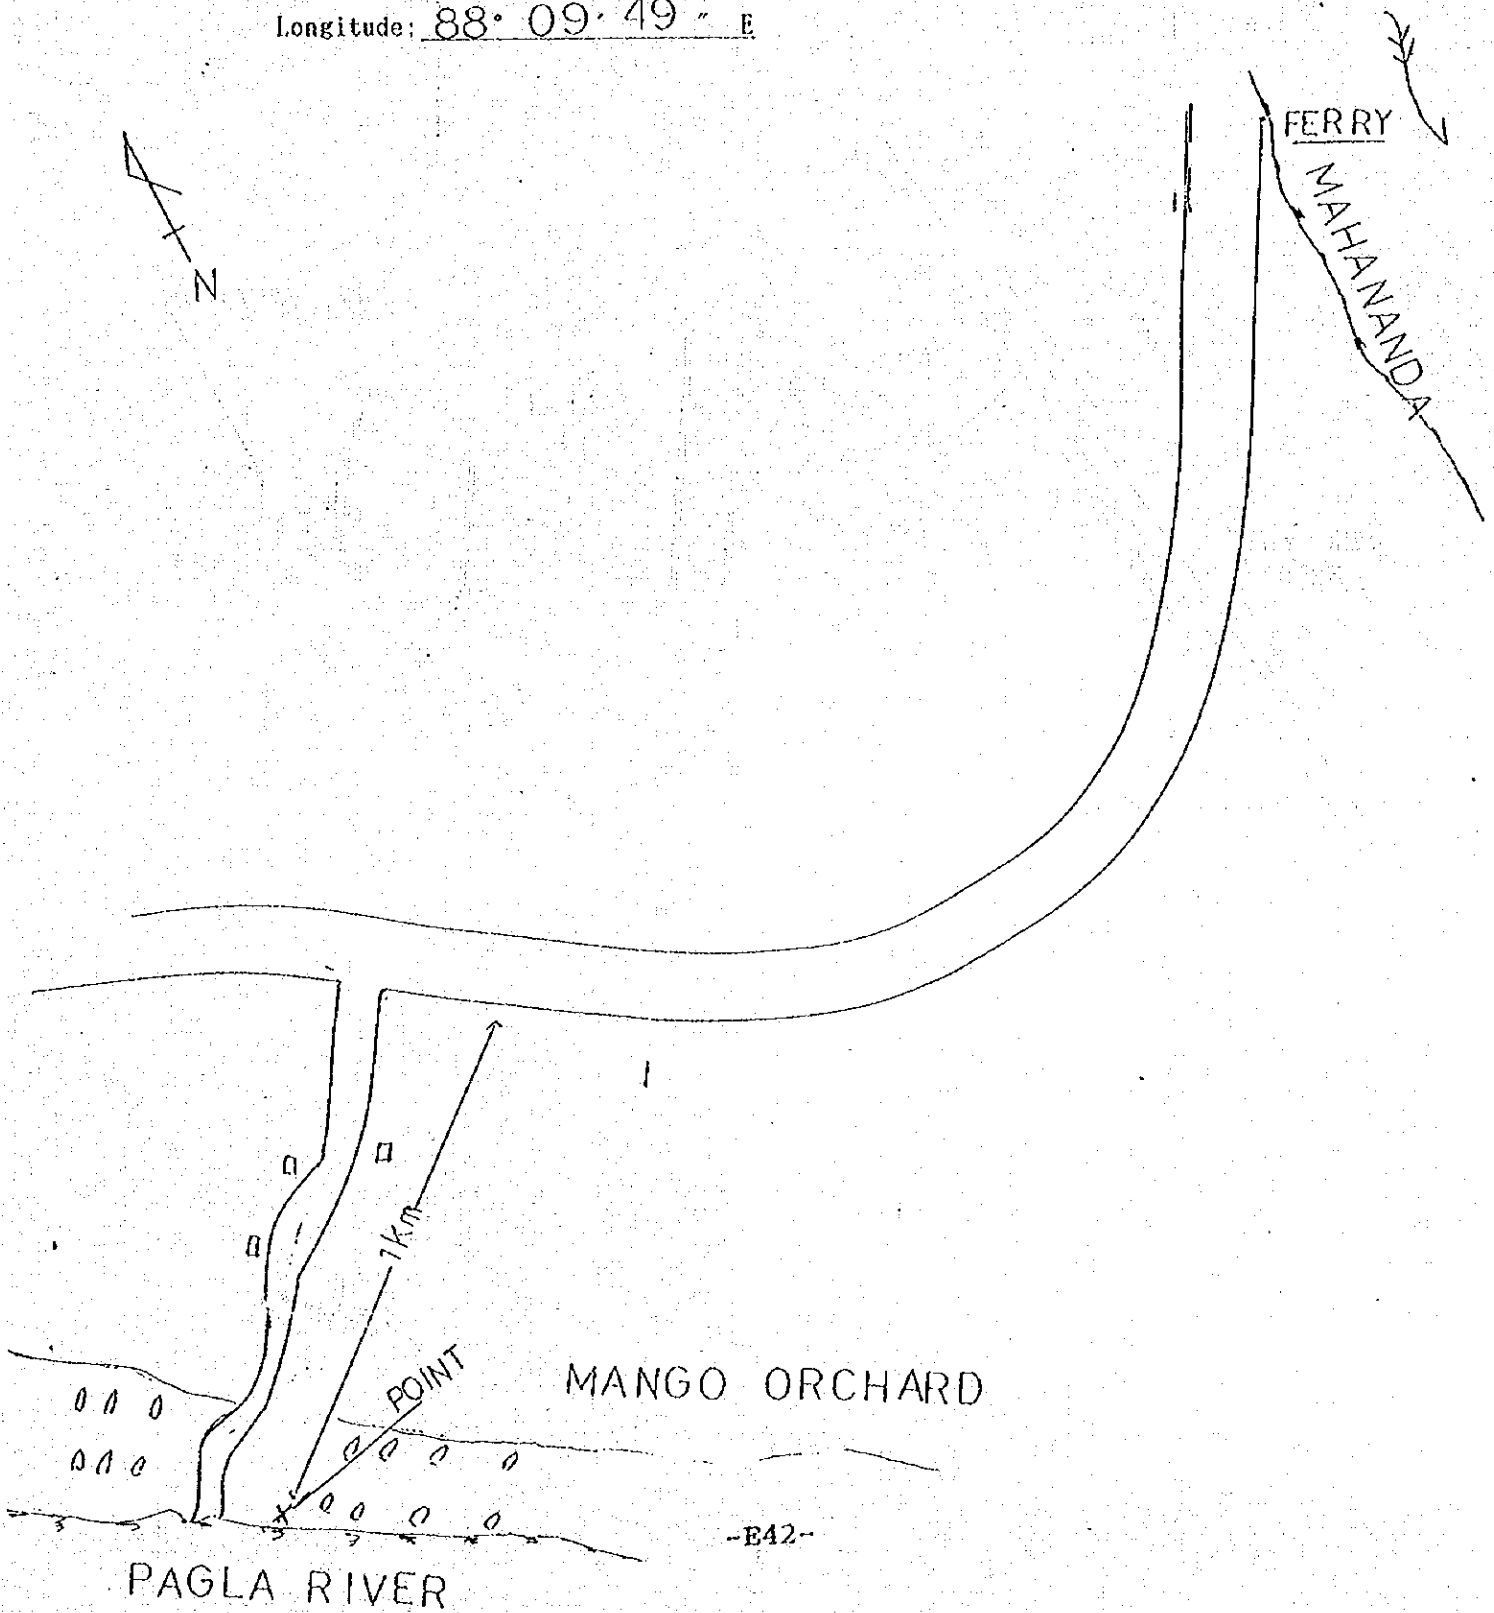 Longitude: 88° 09' 49 " E
FERRY
MAHANANDA
N
1km
POINT
MANGO ORCHARD
-E42-
PAGLA RIVER